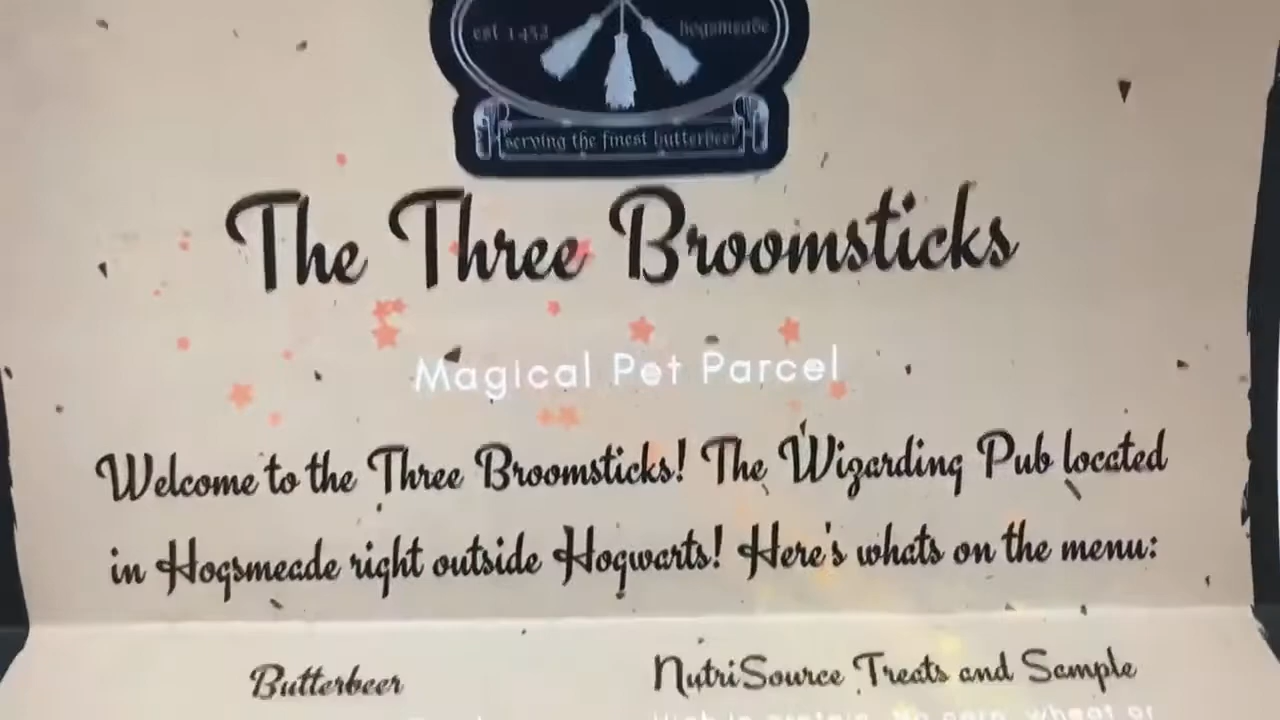 est 1452 hogsmeade
serving the finest butterbeer
The Three Broomsticks
Magical Pet Parcel
Welcome to the Three Broomsticks! The Wizarding Pub located
in Hogsmeade right outside Hogwarts! Here's whats on the menu:
Butterbeer NutriSource Treats and Sample